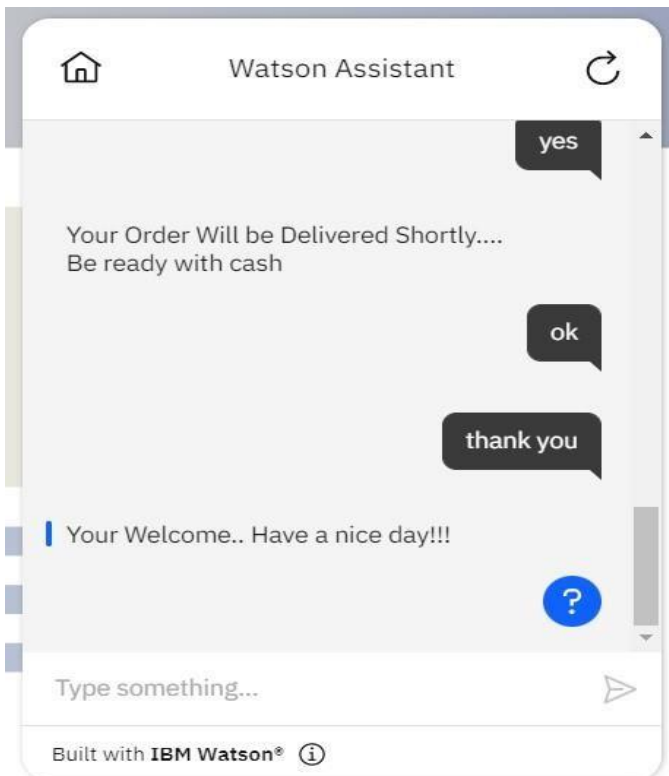 Watson Assistant
yes
Your Order Will be Delivered Shortly....
Be ready with cash
ok
thank you
Your Welcome.. Have a nice day!!!
?
Type something...
Built with IBM Watson®